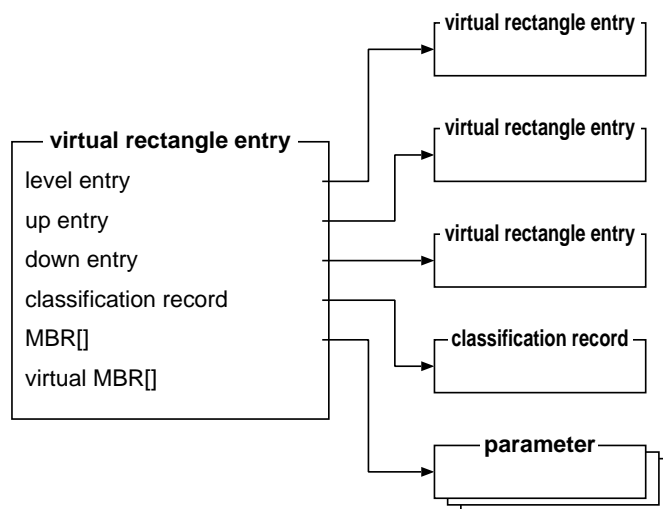 virtual rectangle entry
level entry
up entry
down entry
classification record
MBR[]
virtual MBR[]
virtual rectangle entry
virtual rectangle entry
virtual rectangle entry
classification record
parameter